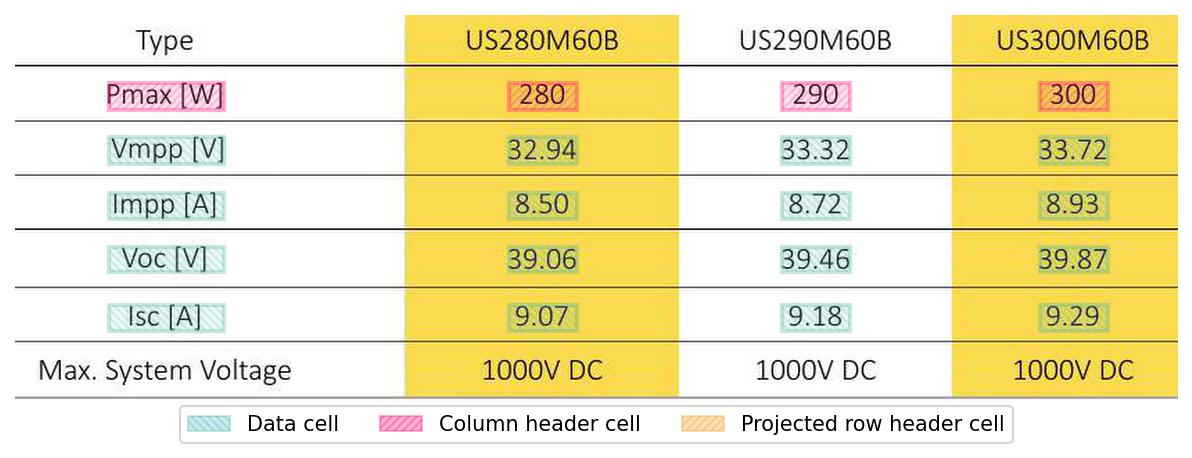 Type US280M60B US290M60B US300M60B
Pmax [W] 280 290 300
Vmpp [V] 32.94 33.32 33.72
Impp [A] 8.50 8.72 8.93
Voc [V] 39.06 39.46 39.87
Isc [A] 9.07 9.18 9.29
Max. System Voltage 1000V DC 1000V DC 1000V DC
Data cell Column header cell Projected row header cell